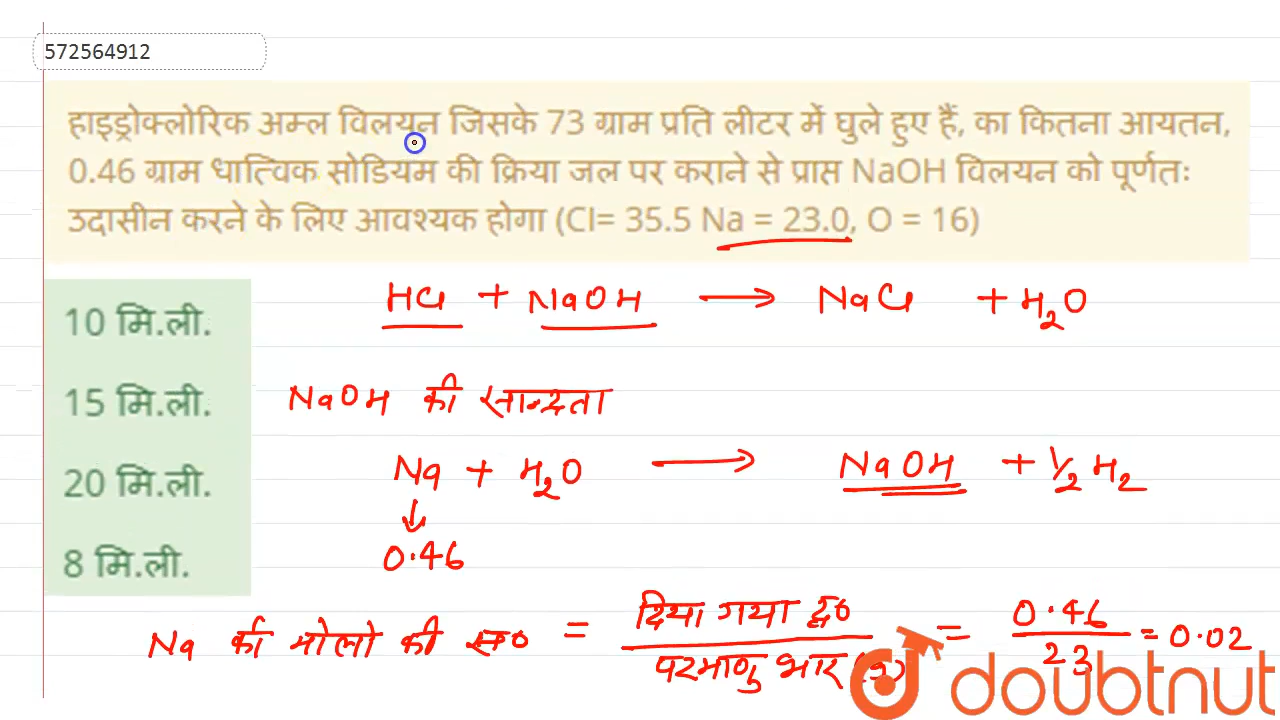 572564912
हाइड्रोक्लोरिक अम्ल विलयन जिसके 73 ग्राम प्रति लीटर में घुले हुए हैं, का कितना आयतन,
0.46 ग्राम धात्विक सोडियम की क्रिया जल पर कराने से प्राप्त NaOH विलयन को पूर्णतः
उदासीन करने के लिए आवश्यक होगा (CI= 35.5 Na = 23.0, O = 16)
HCl + NaOH → NaCl + H₂O
10 मि.ली.
15 मि.ली.
NaOH की सान्द्रता
Na + H₂O → NaOH + 1/2 H₂
20 मि.ली.
0.46
8 मि.ली.
Na के मोलो की सं० = दिया गया द्र० / परमाणु भार = 0.46 / 23 = 0.02
doubtnut